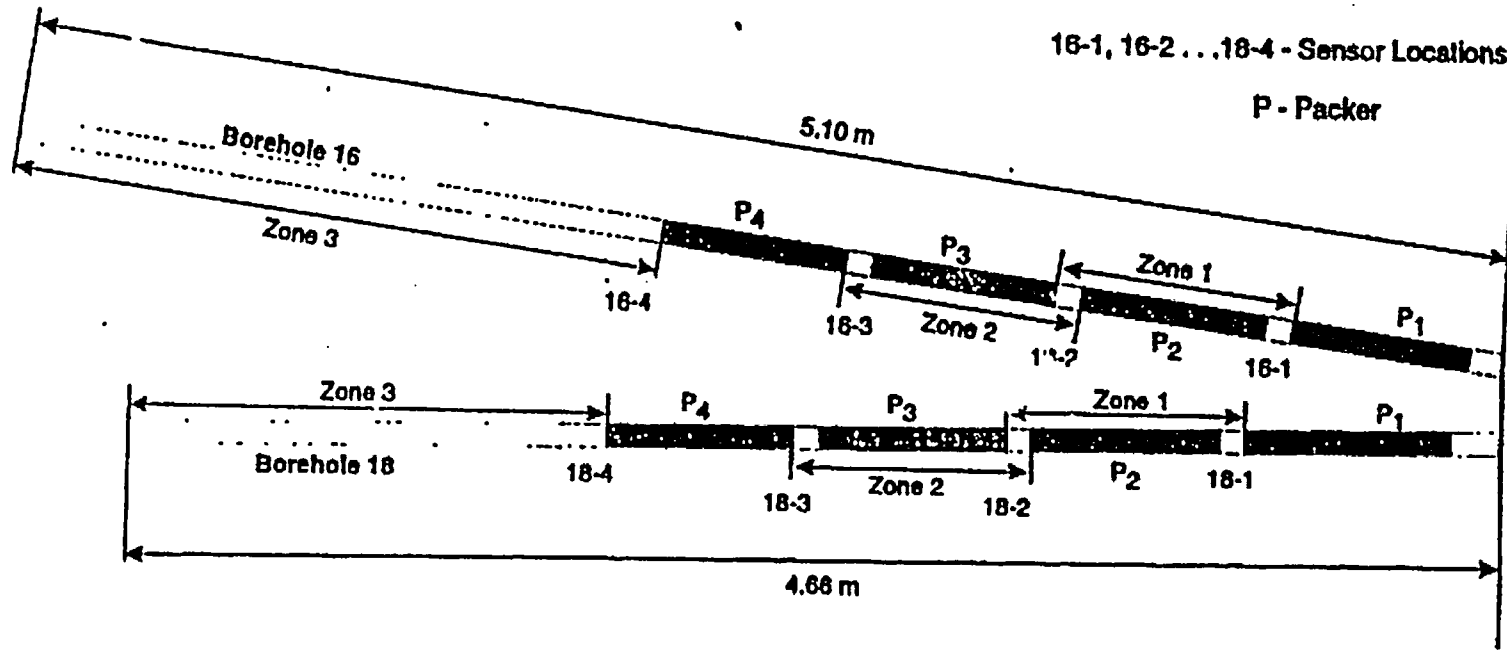 16-1, 16-2 . . .18-4 - Sensor Locations
P - Packer
5.10 m
Borehole 16
Zone 3
P4
P3
Zone 1
16-4
16-3
Zone 2
P2
16-1
P1
Zone 3
P4
P3
Zone 1
P1
Borehole 18
18-4
18-3
Zone 2
18-2
P2
18-1
4.66 m